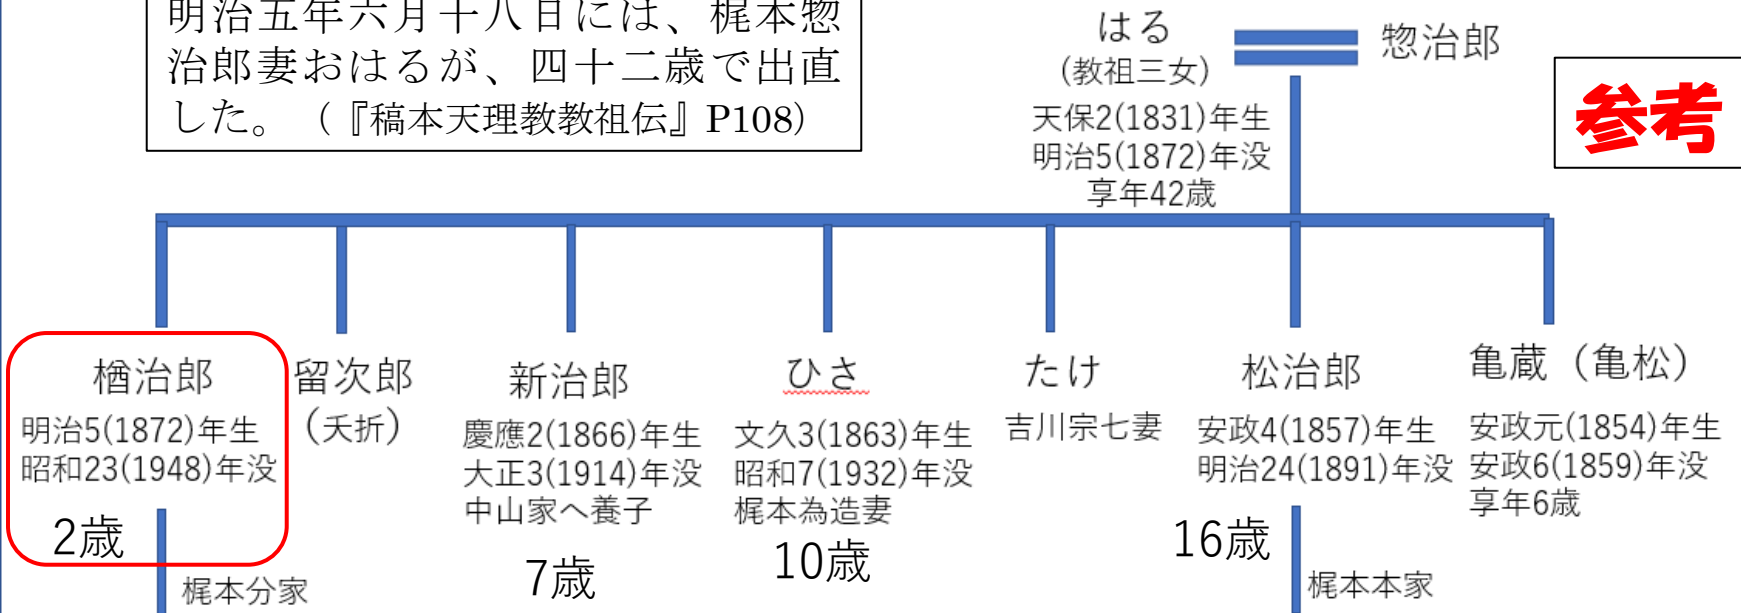 明治五年六月十八日には、梶本惣
治郎妻おはるが、四十二歳で出直
した。（『稿本天理教教祖伝』P108）
はる
(教祖三女)
天保2(1831)年生
明治5(1872)年没
享年42歳
惣治郎
参考
楢治郎
明治5(1872)年生
昭和23(1948)年没
2歳
梶本分家
留次郎
(夭折)
新治郎
慶應2(1866)年生
大正3(1914)年没
中山家へ養子
7歳
ひさ
文久3(1863)年生
昭和7(1932)年没
梶本為造妻
10歳
たけ
吉川宗七妻
松治郎
安政4(1857)年生
明治24(1891)年没
16歳
梶本本家
亀蔵（亀松）
安政元(1854)年生
安政6(1859)年没
享年6歳